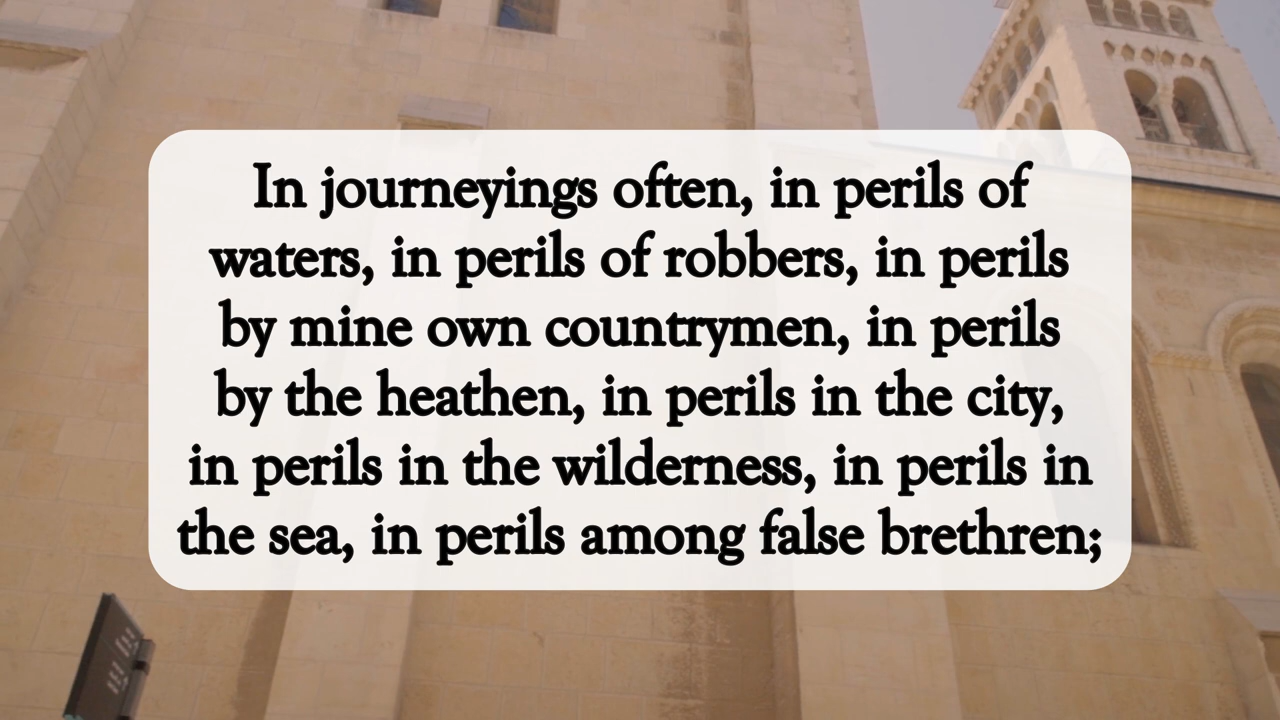 In journeyings often, in perils of
waters, in perils of robbers, in perils
by mine own countrymen, in perils
by the heathen, in perils in the city,
in perils in the wilderness, in perils in
the sea, in perils among false brethren;